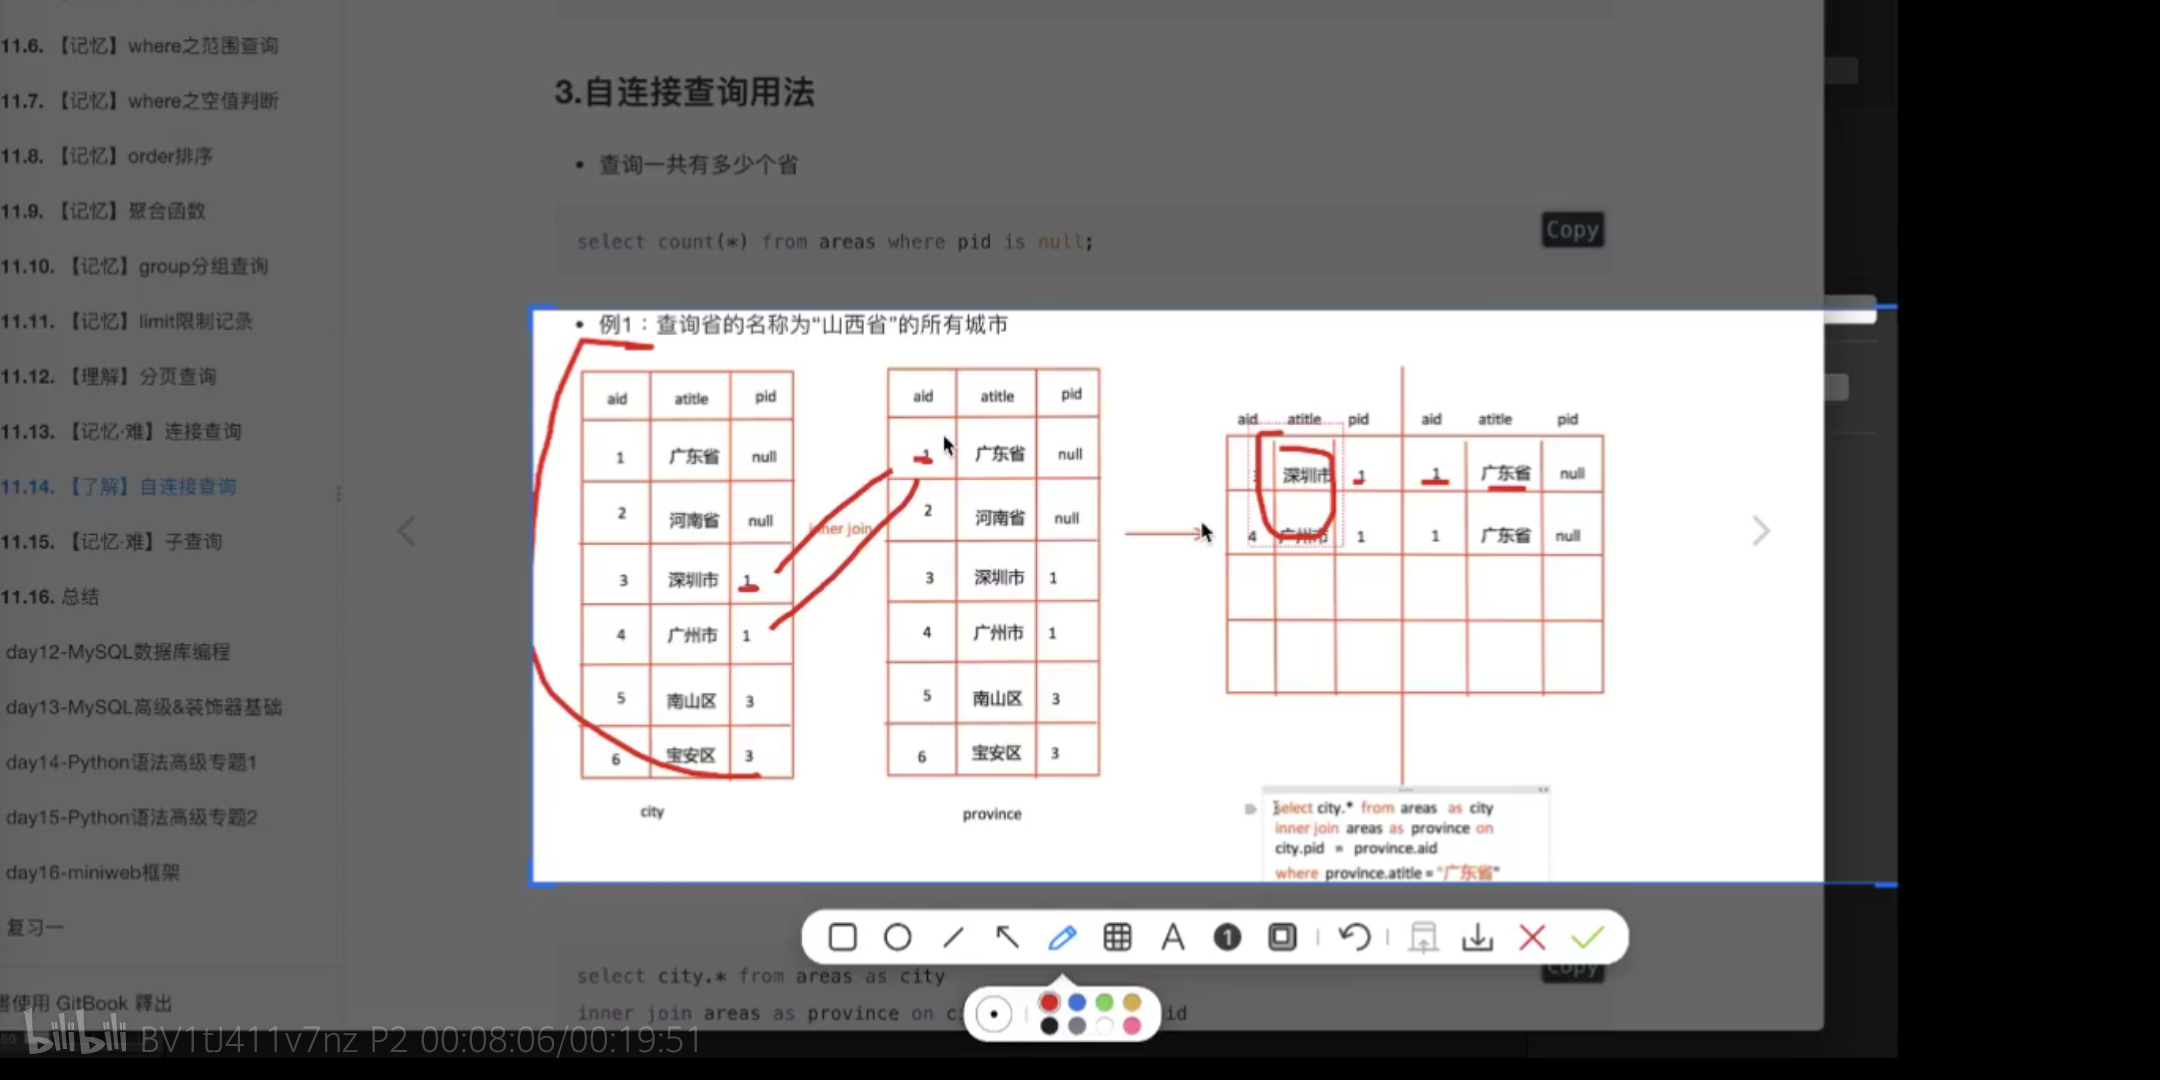 11.6. 【记忆】where之范围查询
11.7. 【记忆】where之空值判断
11.8. 【记忆】order排序
11.9. 【记忆】聚合函数
11.10. 【记忆】group分组查询
11.11. 【记忆】limit限制记录
11.12. 【理解】分页查询
11.13. 【记忆·难】连接查询
11.14. 【了解】自连接查询
11.15. 【记忆·难】子查询
11.16. 总结
day12-MySQL数据库编程
day13-MySQL高级&装饰器基础
day14-Python语法高级专题1
day15-Python语法高级专题2
day16-miniweb框架
复习一
使用 GitBook 释出
3.自连接查询用法
• 查询一共有多少个省
select count(*) from areas where pid is null;
Copy
• 例1：查询省的名称为“山西省”的所有城市
aid atitle pid
1 广东省 null
2 河南省 null
3 深圳市 1
4 广州市 1
5 南山区 3
6 宝安区 3
city
inner join
aid atitle pid
1 广东省 null
2 河南省 null
3 深圳市 1
4 广州市 1
5 南山区 3
6 宝安区 3
province
aid atitle pid aid atitle pid
深圳市 1 1 广东省 null
4 广州市 1 1 广东省 null
select city.* from areas as city
inner join areas as province on
city.pid = province.aid
where province.atitle = "广东省"
A
1
Copy
select city.* from areas as city
inner join areas as province on c id
bilibili BV1tJ411v7nz P2 00:08:06/00:19:51